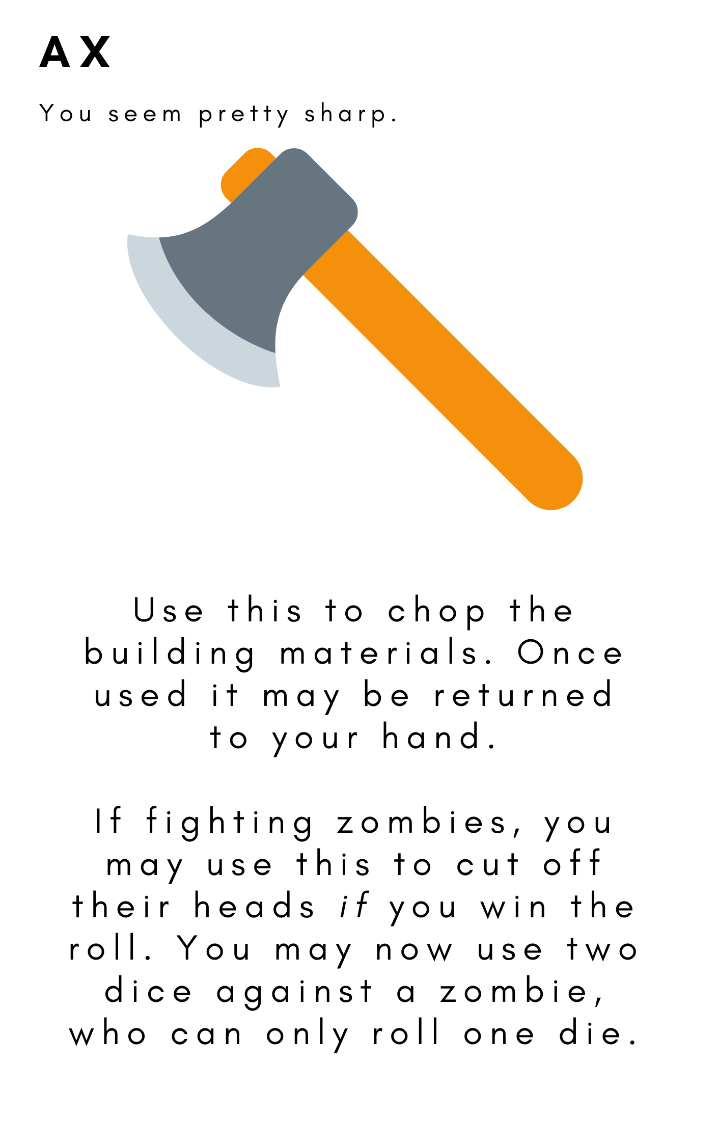 AX
You seem pretty sharp.
Use this to chop the
building materials. Once
used it may be returned
to your hand.
If fighting zombies, you
may use this to cut off
their heads if you win the
roll. You may now use two
dice against a zombie,
who can only roll one die.